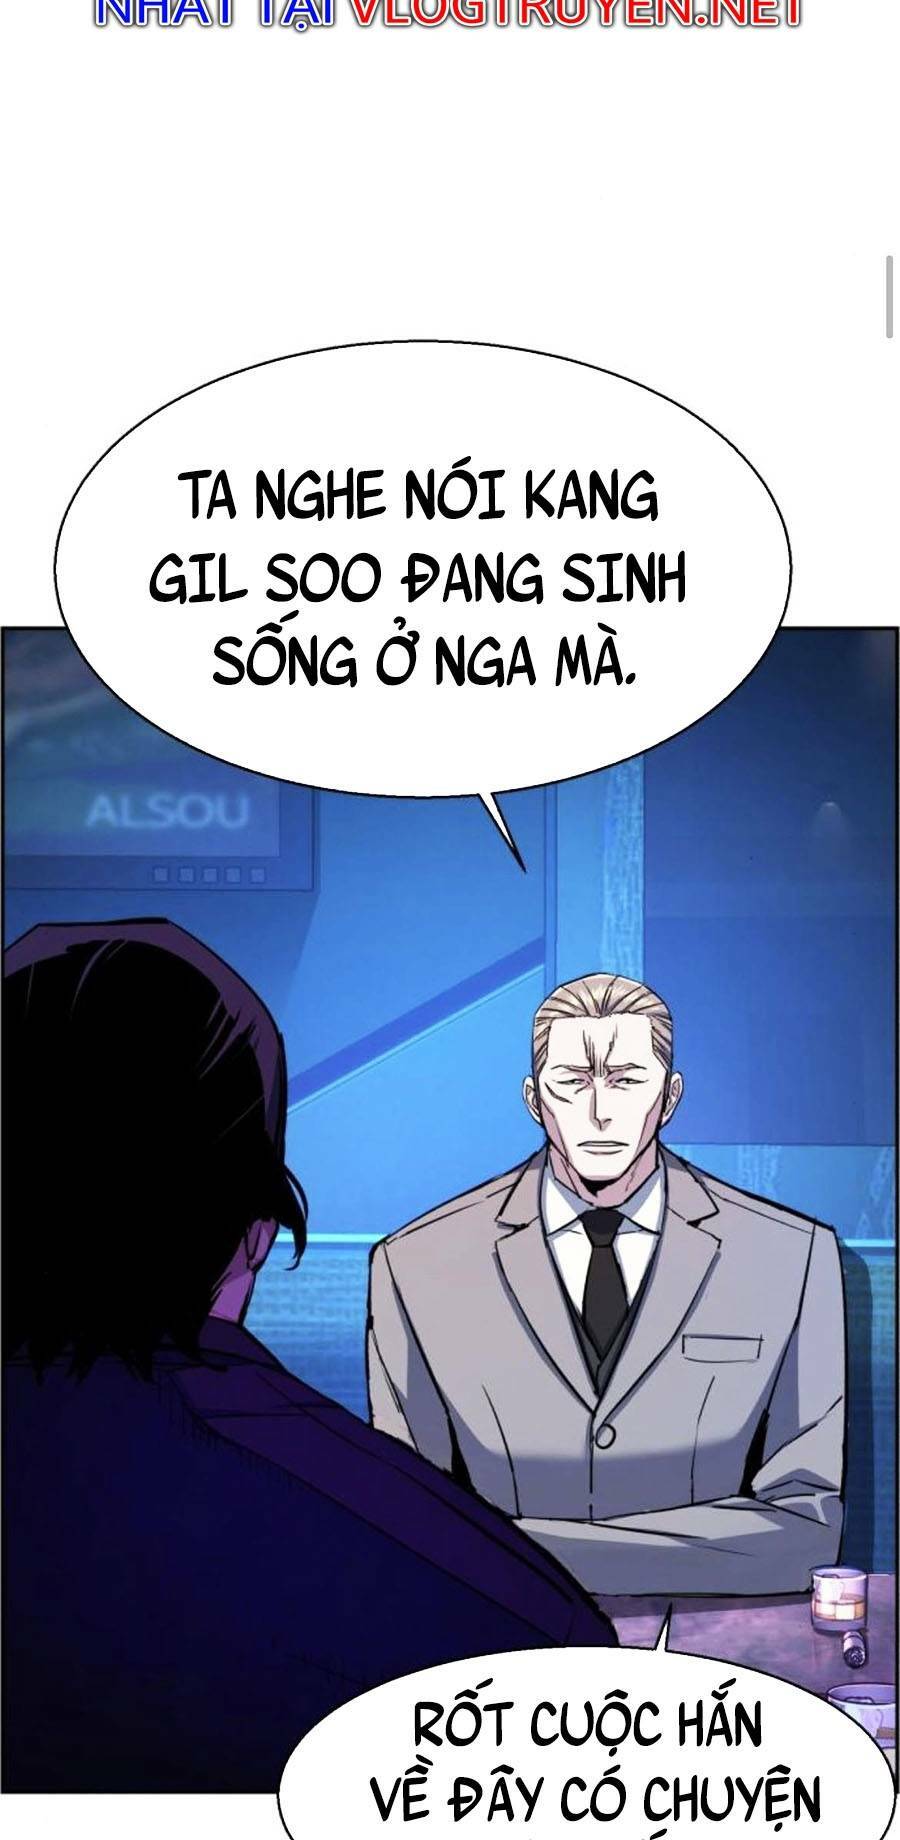 NHẤT TẠI VLOGTRUYEN.NET
TA NGHE NÓI KANG
GIL SOO ĐANG SINH
SỐNG Ở NGA MÀ.
ALSOU
RỐT CUỘC HẮN
VỀ ĐÂY CÓ CHUYỆN